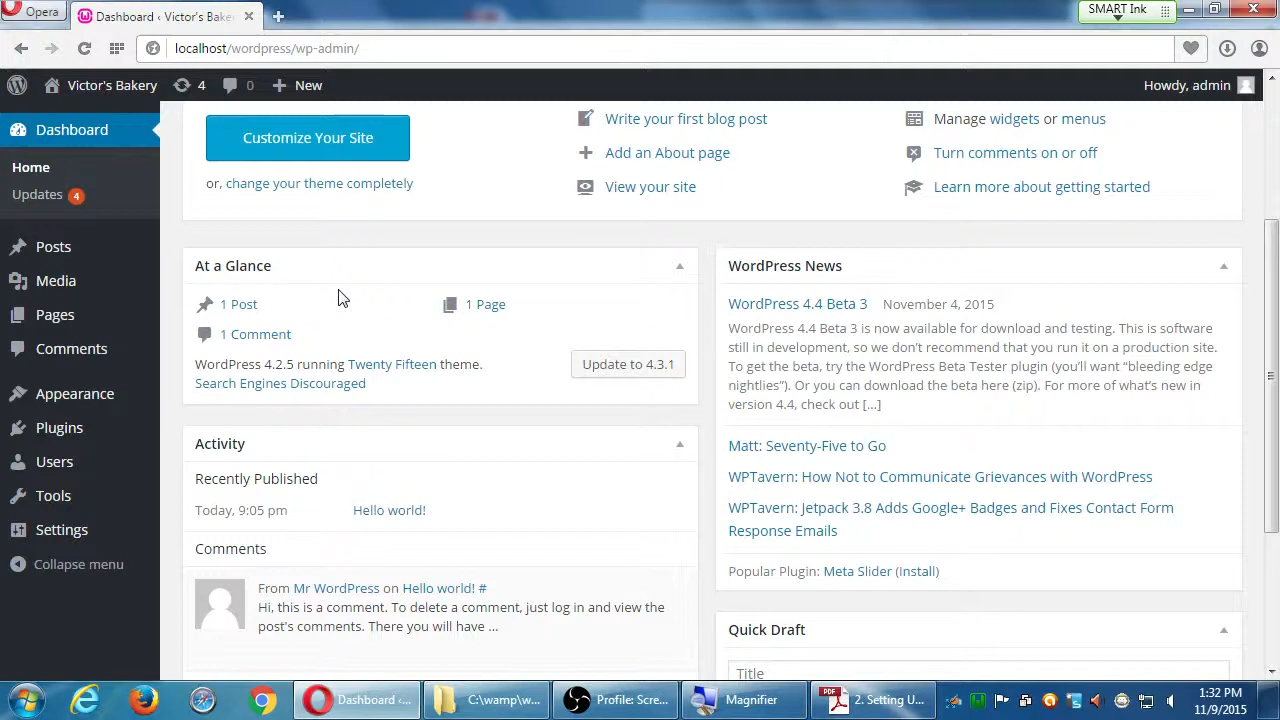 Opera
Dashboard ‹ Victor's Bake
SMART Ink
localhost/wordpress/wp-admin/
Victor's Bakery
4
0
New
Howdy, admin
Dashboard
Home
Updates 4
Posts
Media
Pages
Comments
Appearance
Plugins
Users
Tools
Settings
Collapse menu
Customize Your Site
or, change your theme completely
Write your first blog post
Add an About page
View your site
Manage widgets or menus
Turn comments on or off
Learn more about getting started
At a Glance
1 Post
1 Page
1 Comment
WordPress 4.2.5 running Twenty Fifteen theme.
Update to 4.3.1
Search Engines Discouraged
Activity
Recently Published
Today, 9:05 pm
Hello world!
Comments
From Mr WordPress on Hello world! #
Hi, this is a comment. To delete a comment, just log in and view the
post's comments. There you will have ...
WordPress News
WordPress 4.4 Beta 3 November 4, 2015
WordPress 4.4 Beta 3 is now available for download and testing. This is software
still in development, so we don't recommend that you run it on a production site.
To get the beta, try the WordPress Beta Tester plugin (you'll want “bleeding edge
nightlies”). Or you can download the beta here (zip). For more of what's new in
version 4.4, check out [...]
Matt: Seventy-Five to Go
WPTavern: How Not to Communicate Grievances with WordPress
WPTavern: Jetpack 3.8 Adds Google+ Badges and Fixes Contact Form
Response Emails
Popular Plugin: Meta Slider (Install)
Quick Draft
Title
Dashboard ‹...
C:\wamp\w...
Profile: Scre...
Magnifier
PDF
2. Setting U...
1:32 PM
11/9/2015